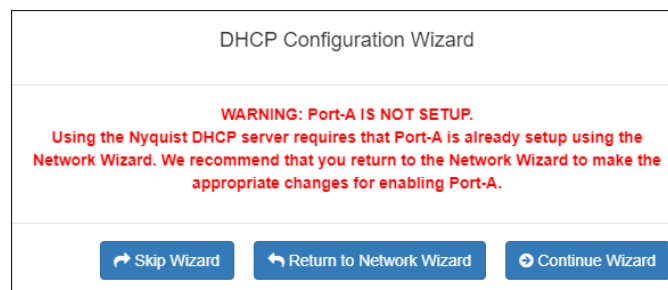 DHCP Configuration Wizard
WARNING: Port-A IS NOT SETUP.
Using the Nyquist DHCP server requires that Port-A is already setup using the
Network Wizard. We recommend that you return to the Network Wizard to make the
appropriate changes for enabling Port-A.
Skip Wizard Return to Network Wizard Continue Wizard